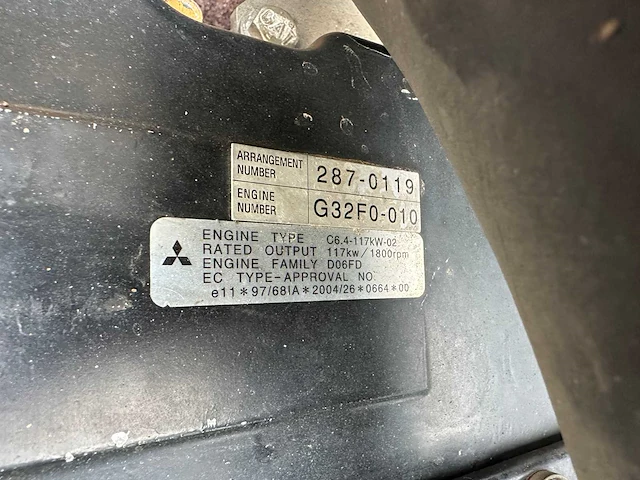 ARRANGEMENT NUMBER 287-0119
ENGINE NUMBER G32F0-010
ENGINE TYPE C6.4-117kW-02
RATED OUTPUT 117kw/1800rpm
ENGINE FAMILY D06FD
EC TYPE-APPROVAL NO.
e11*97/68IA*2004/26*0664*00